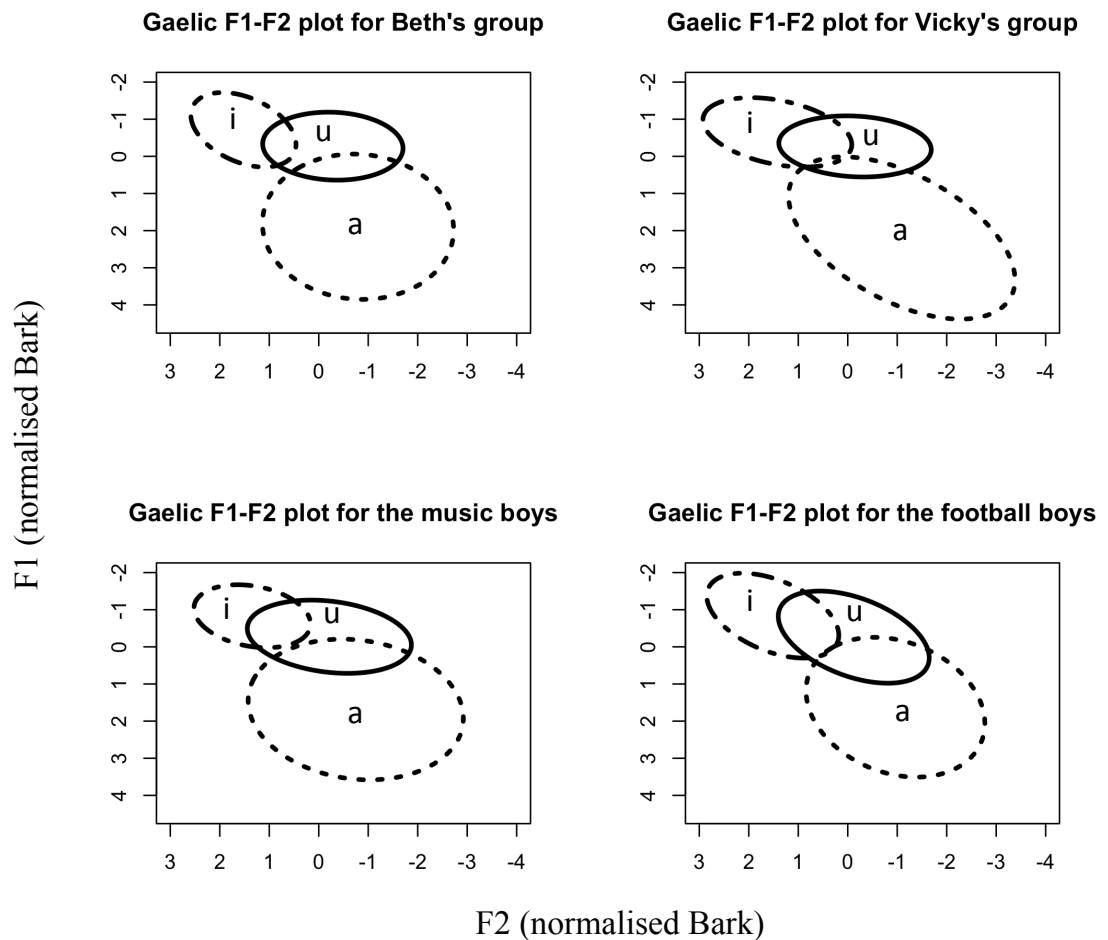 Gaelic F1-F2 plot for Beth's group
-2
-1
0
1
2
3
4
i
u
a
3 2 1 0 -1 -2 -3 -4
Gaelic F1-F2 plot for Vicky's group
-2
-1
0
1
2
3
4
i
u
a
3 2 1 0 -1 -2 -3 -4
F1 (normalised Bark)
Gaelic F1-F2 plot for the music boys
-2
-1
0
1
2
3
4
i
u
a
3 2 1 0 -1 -2 -3 -4
Gaelic F1-F2 plot for the football boys
-2
-1
0
1
2
3
4
i
u
a
3 2 1 0 -1 -2 -3 -4
F2 (normalised Bark)